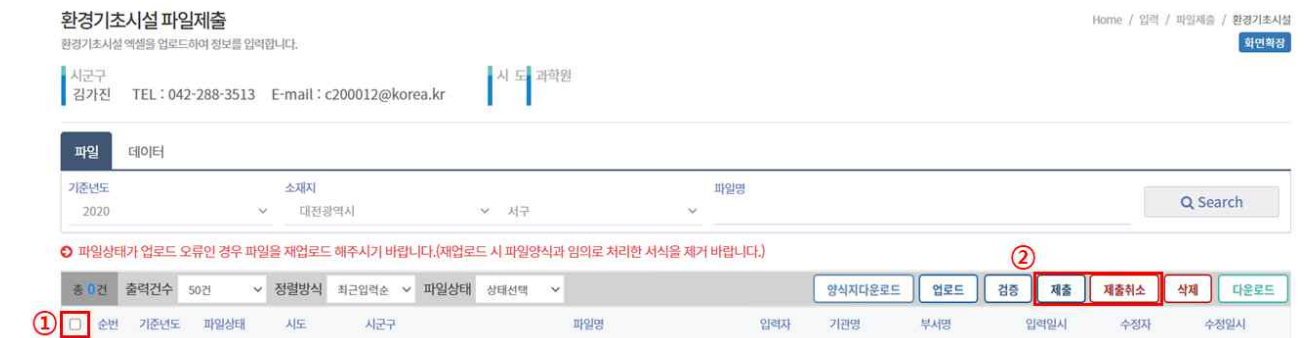 환경기초시설 파일제출
Home / 입력 / 파일제출 / 환경기초시설
환경기초시설 엑셀을 업로드하여 정보를 입력합니다.
화면확장
시군구
시 도 과학원
김가진 TEL : 042-288-3513 E-mail : c200012@korea.kr
파일 데이터
기준년도 소재지 파일명
2020 대전광역시 서구
Search
파일상태가 업로드 오류인 경우 파일을 재업로드 해주시기 바랍니다.(재업로드 시 파일양식과 임의로 처리한 서식을 제거 바랍니다.)
②
총 0건 출력건수 50건 정렬방식 최근입력순 파일상태 상태선택 양식지다운로드 업로드 검증 제출 제출취소 삭제 다운로드
① 순번 기준년도 파일상태 시도 시군구 파일명 입력자 기관명 부서명 입력일시 수정자 수정일시